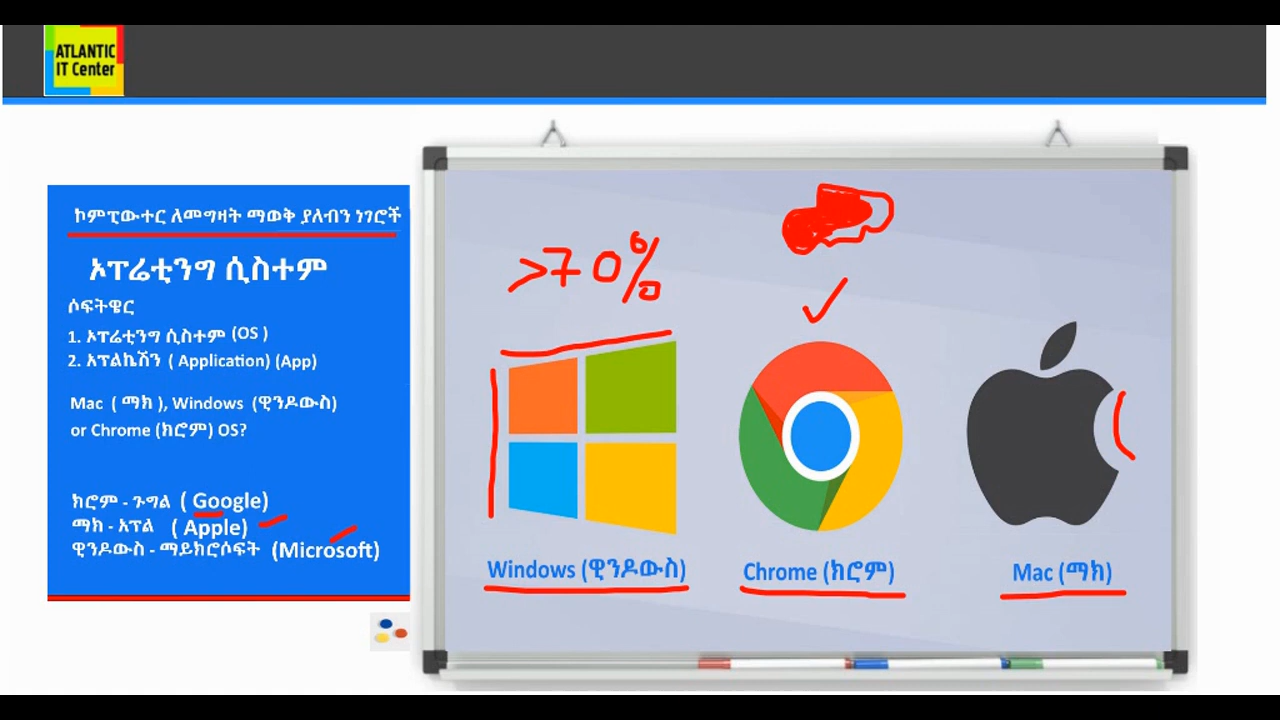 ATLANTIC
IT Center
ኮምፒውተር ለመግዛት ማወቅ ያለብን ነገሮች
ኦፐሬቲንግ ሲስተም
ሶፍትዌር
1. ኦፐሬቲንግ ሲስተም (OS )
2. አፕልኬሽን ( Application) (App)
Mac ( ማክ ), Windows (ዊንዶውስ)
or Chrome (ክሮም) OS?
ክሮም - ጉግል ( Google)
ማክ - አፕል ( Apple)
ዊንዶውስ - ማይክሮሶፍት (Microsoft)
>70%
Windows (ዊንዶውስ)
Chrome (ክሮም)
Mac (ማክ)